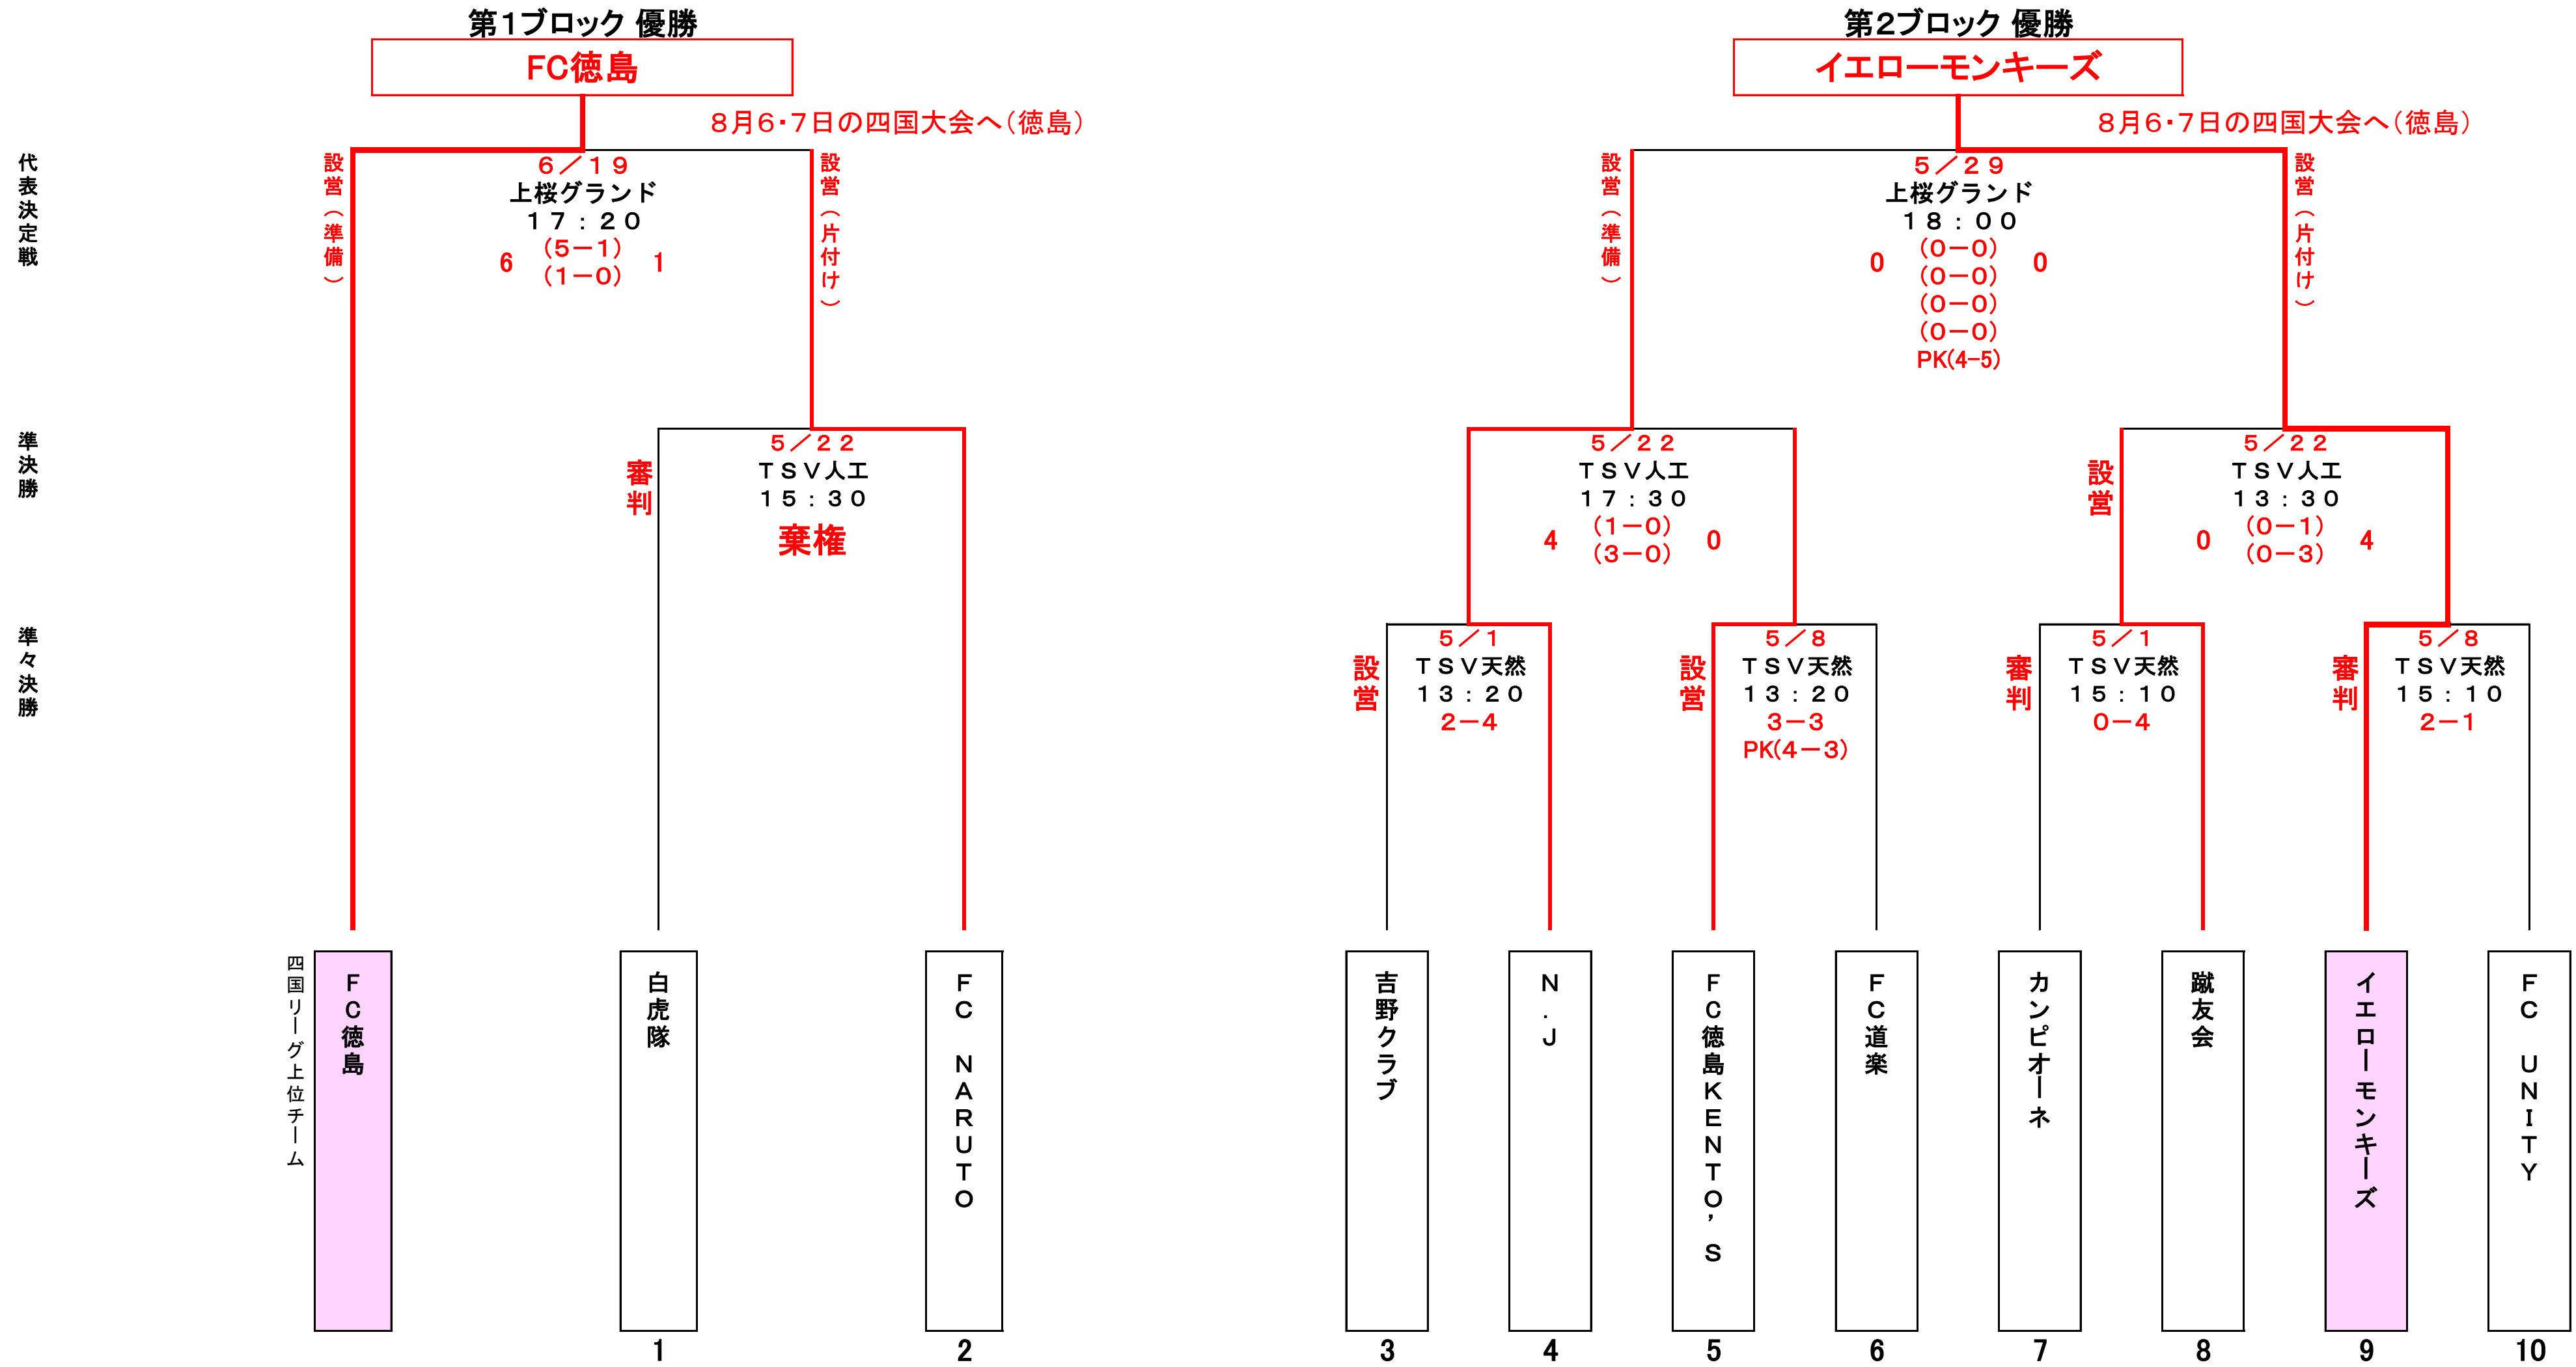 第１ブロック 優勝
FC徳島
８月６・７日の四国大会へ（徳島）
第２ブロック 優勝
イエローモンキーズ
８月６・７日の四国大会へ（徳島）
代表決定戦
設営（準備）
６／１９
上桜グランド
１７：２０
6 （５－１） 1
（１－０）
設営（片付け）
設営（準備）
５／２９
上桜グランド
１８：００
0 （０－０） 0
（０－０）
（０－０）
（０－０）
PK(4-5)
設営（片付け）
準決勝
審判
５／２２
ＴＳＶ人工
１５：３０
棄権
５／２２
ＴＳＶ人工
１７：３０
4 （１－０） 0
（３－０）
設営
５／２２
ＴＳＶ人工
１３：３０
0 （０－１） 4
（０－３）
準々決勝
設営
５／１
ＴＳＶ天然
１３：２０
２－４
設営
５／８
ＴＳＶ天然
１３：２０
３－３
PK(４－３)
審判
５／１
ＴＳＶ天然
１５：１０
０－４
審判
５／８
ＴＳＶ天然
１５：１０
２－１
四国リーグ上位チーム
ＦＣ徳島
白虎隊
ＦＣ　ＮＡＲＵＴＯ
吉野クラブ
Ｎ．Ｊ
ＦＣ徳島ＫＥＮＴＯ’Ｓ
ＦＣ道楽
カンピオーネ
蹴友会
イエローモンキーズ
ＦＣ　ＵＮＩＴＹ
1 2 3 4 5 6 7 8 9 10